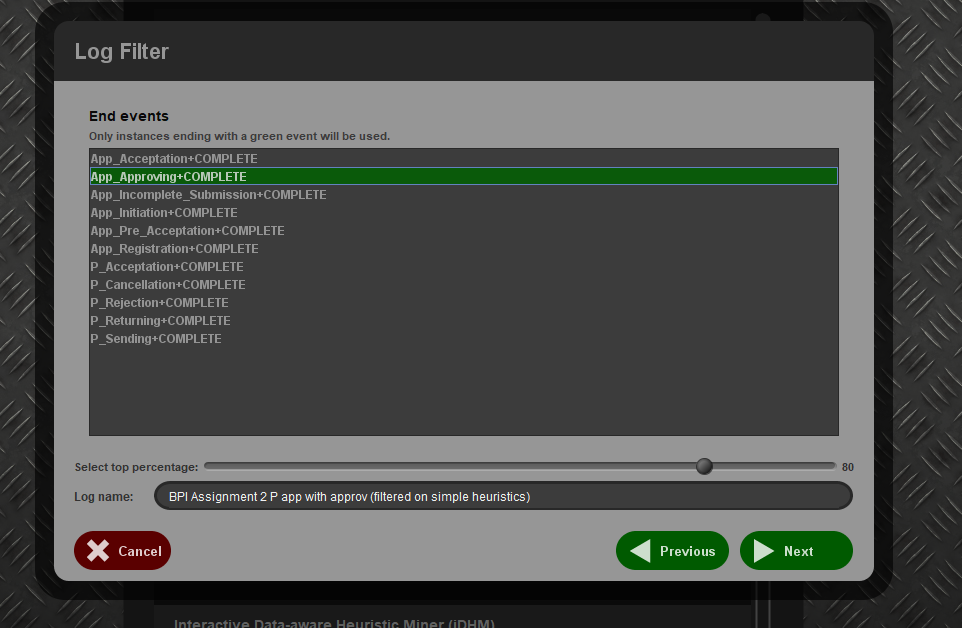 Log Filter
End events
Only instances ending with a green event will be used.
App_Acceptation+COMPLETE
App_Approving+COMPLETE
App_Incomplete_Submission+COMPLETE
App_Initiation+COMPLETE
App_Pre_Acceptation+COMPLETE
App_Registration+COMPLETE
P_Acceptation+COMPLETE
P_Cancellation+COMPLETE
P_Rejection+COMPLETE
P_Returning+COMPLETE
P_Sending+COMPLETE
Select top percentage: 80
Log name: BPI Assignment 2 P app with approv (filtered on simple heuristics)
Cancel Previous Next
Interactive Data-aware Heuristic Miner (iDHM)